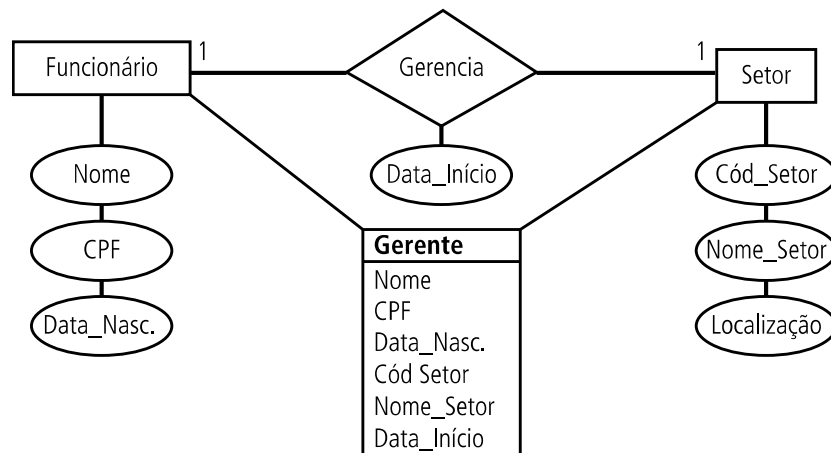 Funcionário
1
Gerencia
1
Setor
Nome
Data_Início
Cód_Setor
CPF
Nome_Setor
Data_Nasc.
Localização
Gerente
Nome
CPF
Data_Nasc.
Cód Setor
Nome_Setor
Data_Início